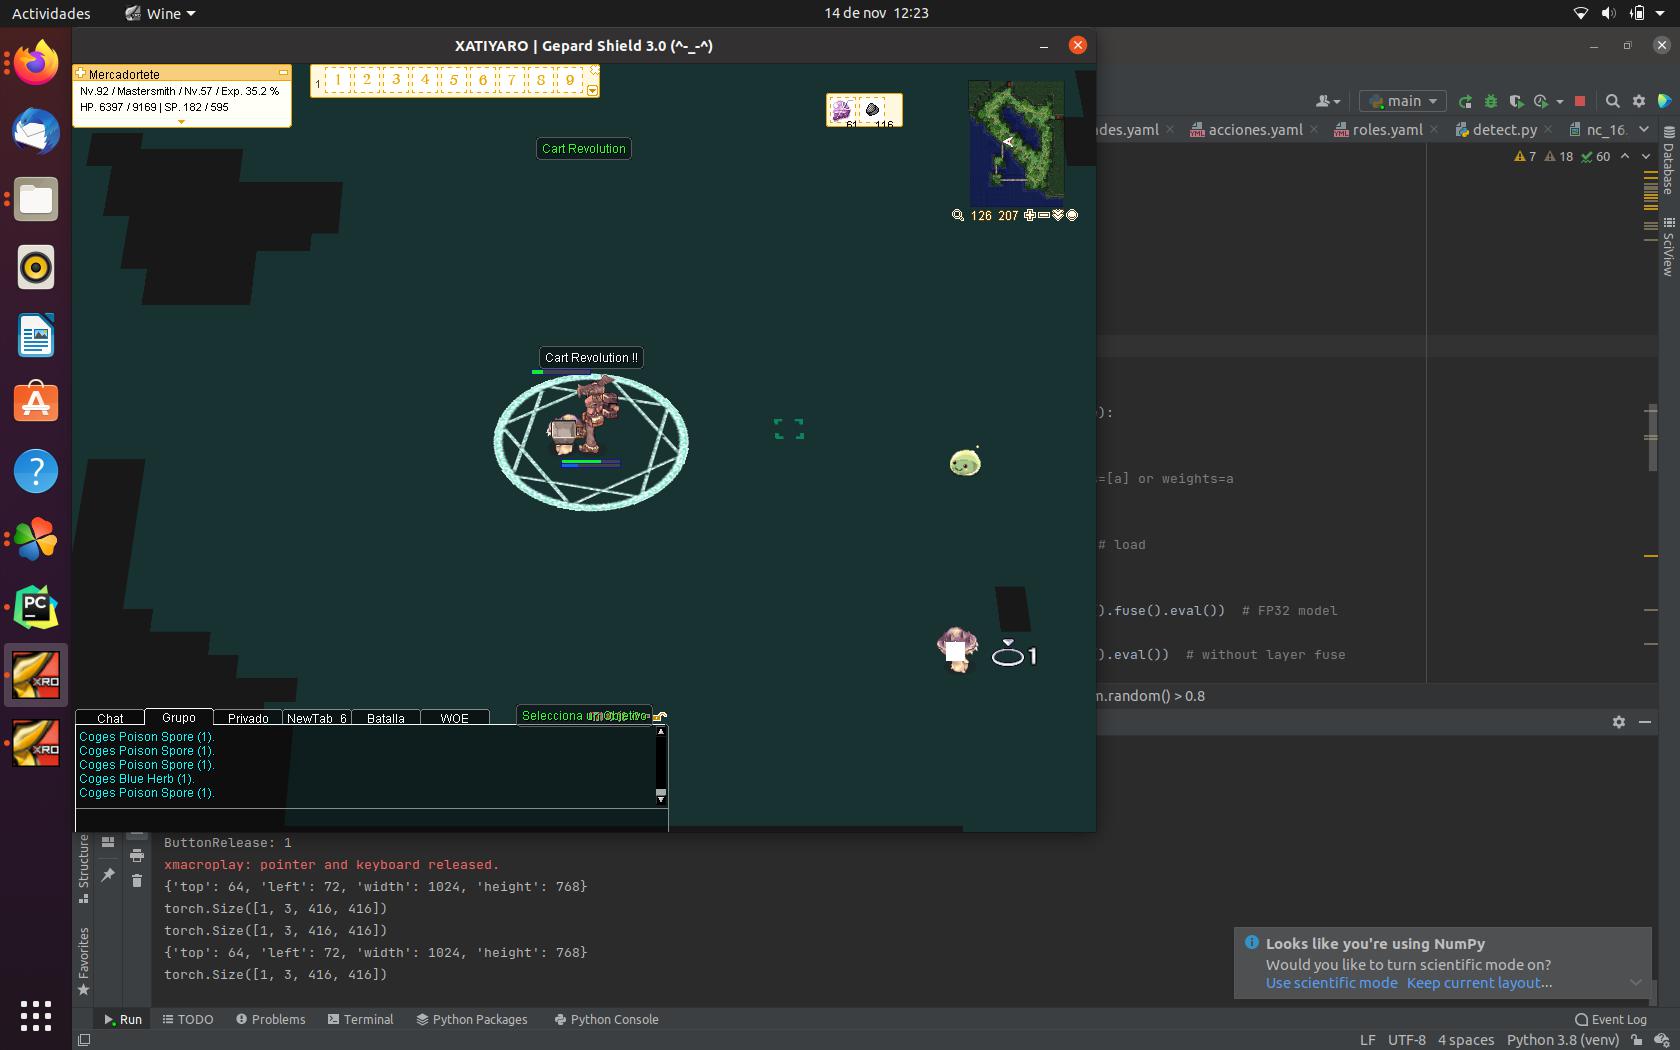 Actividades
Wine
14 de nov 12:23
XATIYARO | Gepard Shield 3.0 (^-_-^)
Mercadortete
Nv.92 / Mastersmith / Nv.57 / Exp. 35.2 %
HP. 6397 / 9169 | SP. 182 / 595
1 1 2 3 4 5 6 7 8 9
61 116
Cart Revolution
126 207
Cart Revolution !!
1
Chat Grupo Privado NewTab 6 Batalla WOE
Selecciona un objetivo
Coges Poison Spore (1).
Coges Poison Spore (1).
Coges Poison Spore (1).
Coges Blue Herb (1).
Coges Poison Spore (1).
main
des.yaml acciones.yaml roles.yaml detect.py nc_16.
7 18 60
Database
SciView
):
=[a] or weights=a
# load
).fuse().eval()) # FP32 model
).eval()) # without layer fuse
m.random() > 0.8
PC
XRO
XRO
Structure
Favorites
ButtonRelease: 1
xmacroplay: pointer and keyboard released.
{'top': 64, 'left': 72, 'width': 1024, 'height': 768}
torch.Size([1, 3, 416, 416])
torch.Size([1, 3, 416, 416])
{'top': 64, 'left': 72, 'width': 1024, 'height': 768}
torch.Size([1, 3, 416, 416])
Looks like you're using NumPy
Would you like to turn scientific mode on?
Use scientific mode Keep current layout...
Run TODO Problems Terminal Python Packages Python Console
Event Log
LF UTF-8 4 spaces Python 3.8 (venv)